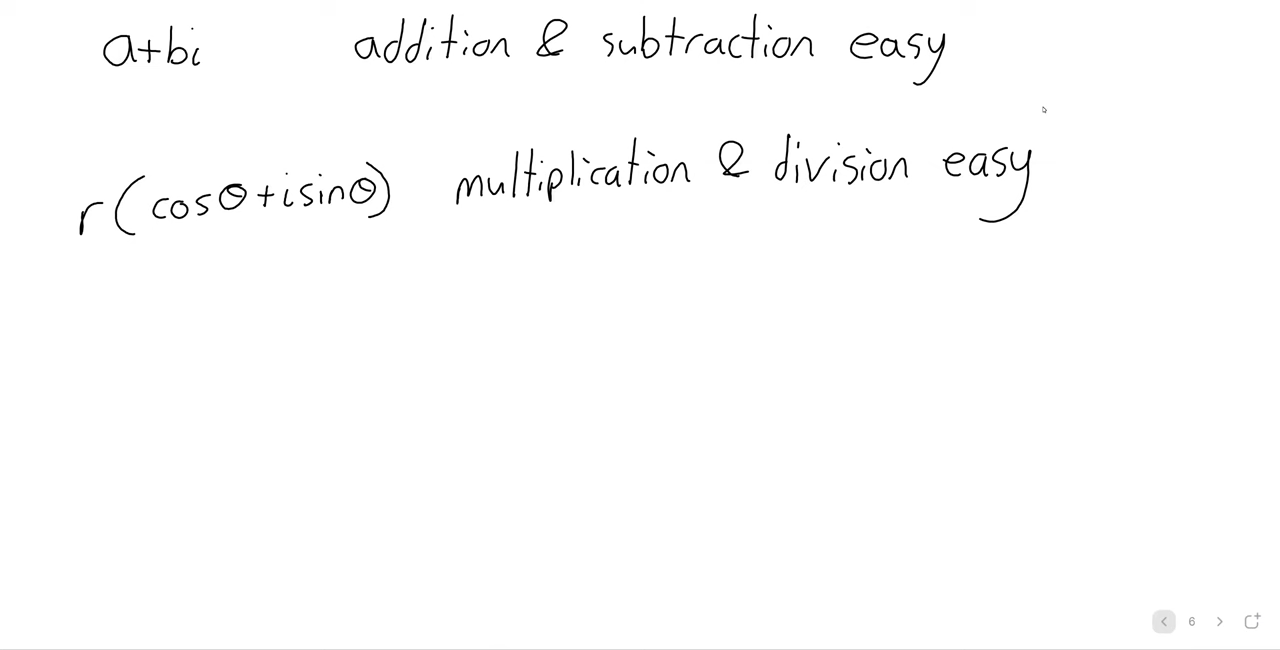 a+bi addition & subtraction easy
r(cosθ+isinθ) multiplication & division easy
6